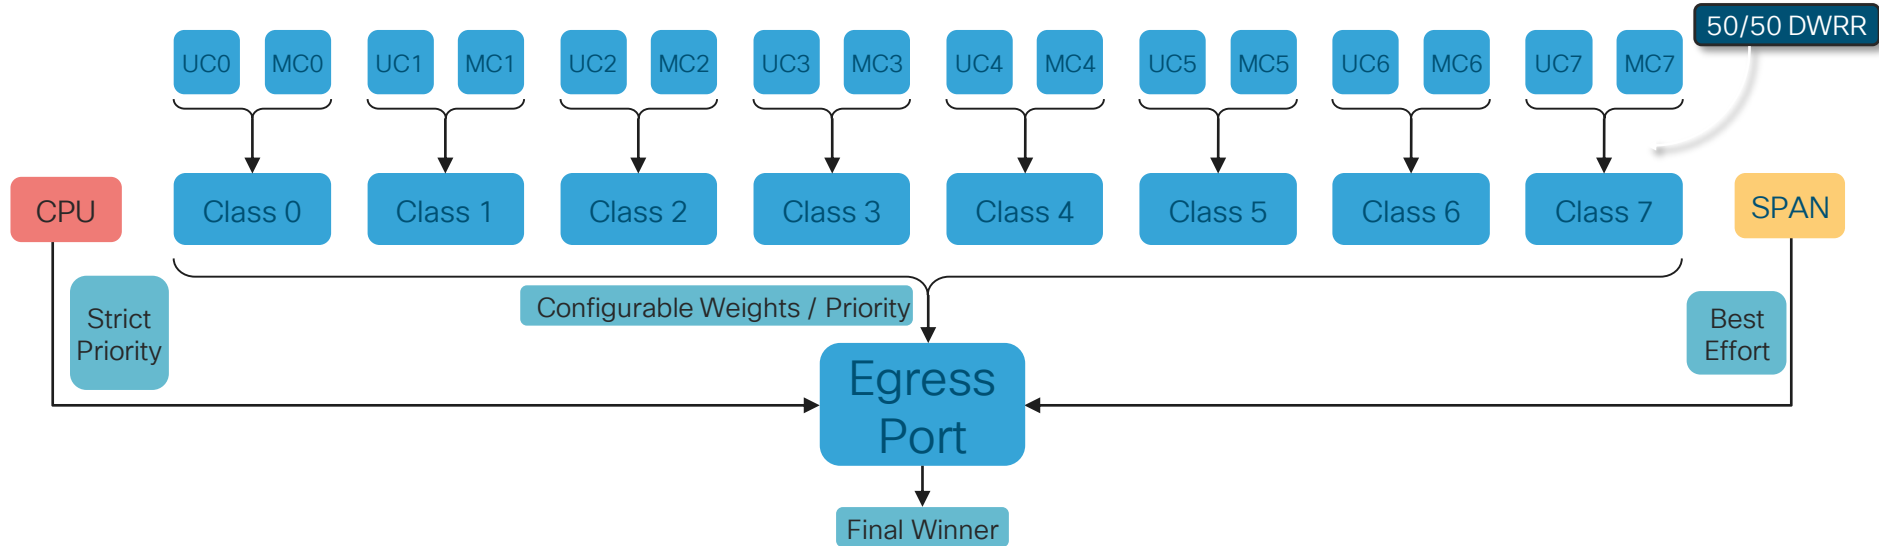 50/50 DWRR
UC0 MC0 UC1 MC1 UC2 MC2 UC3 MC3 UC4 MC4 UC5 MC5 UC6 MC6 UC7 MC7
CPU
Class 0 Class 1 Class 2 Class 3 Class 4 Class 5 Class 6 Class 7
SPAN
Strict
Priority
Configurable Weights / Priority
Best
Effort
Egress
Port
Final Winner